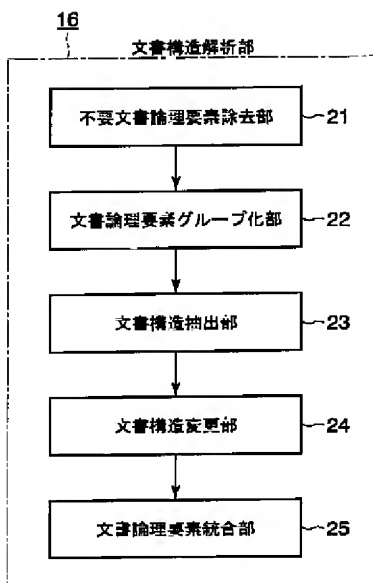 16
文書構造解析部
不要文書論理要素除去部
21
文書論理要素グループ化部
22
文書構造抽出部
23
文書構造変更部
24
文書論理要素統合部
25